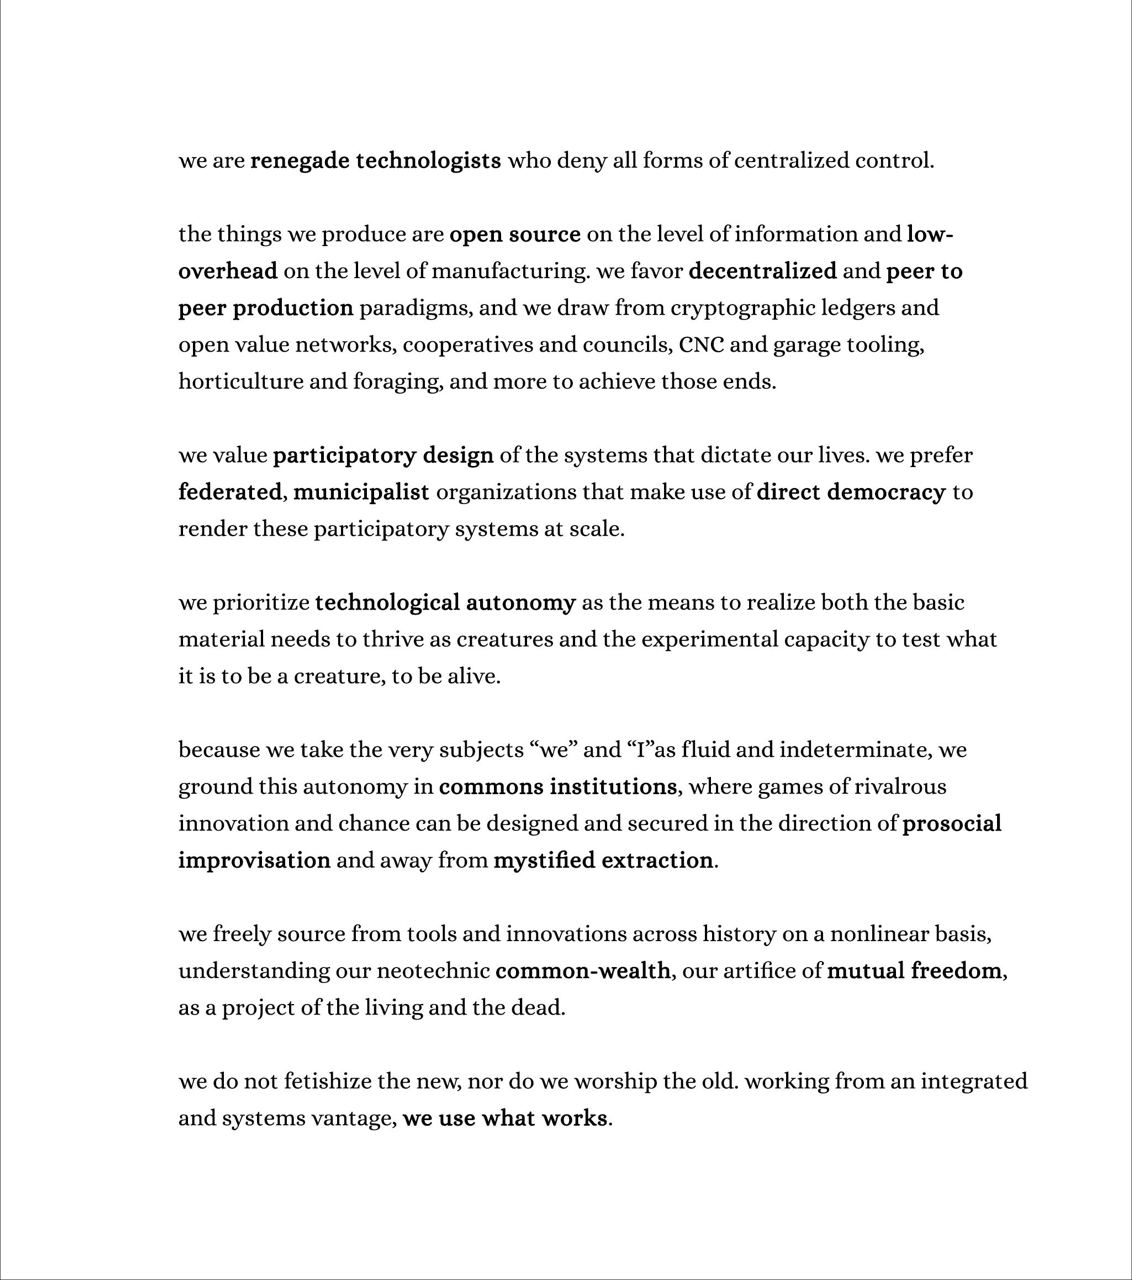 we are renegade technologists who deny all forms of centralized control.
the things we produce are open source on the level of information and low-
overhead on the level of manufacturing. we favor decentralized and peer to
peer production paradigms, and we draw from cryptographic ledgers and
open value networks, cooperatives and councils, CNC and garage tooling,
horticulture and foraging, and more to achieve those ends.
we value participatory design of the systems that dictate our lives. we prefer
federated, municipalist organizations that make use of direct democracy to
render these participatory systems at scale.
we prioritize technological autonomy as the means to realize both the basic
material needs to thrive as creatures and the experimental capacity to test what
it is to be a creature, to be alive.
because we take the very subjects “we” and “I”as fluid and indeterminate, we
ground this autonomy in commons institutions, where games of rivalrous
innovation and chance can be designed and secured in the direction of prosocial
improvisation and away from mystified extraction.
we freely source from tools and innovations across history on a nonlinear basis,
understanding our neotechnic common-wealth, our artifice of mutual freedom,
as a project of the living and the dead.
we do not fetishize the new, nor do we worship the old. working from an integrated
and systems vantage, we use what works.